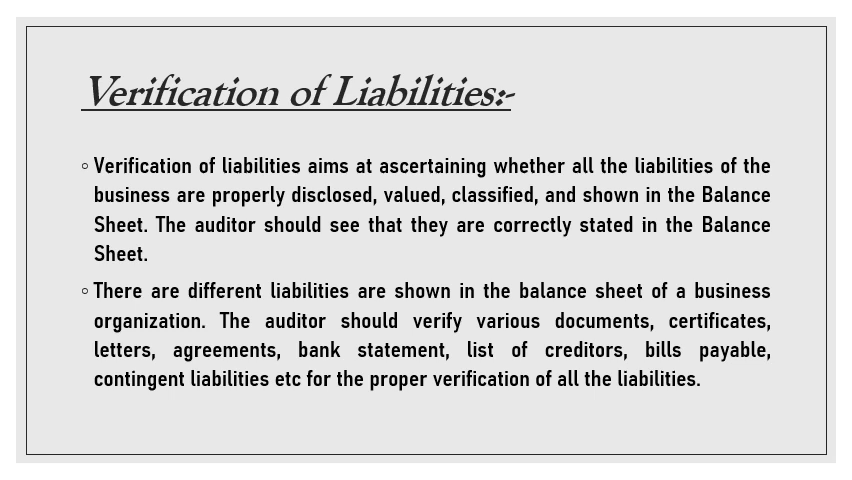 Verification of Liabilities:-
◦ Verification of liabilities aims at ascertaining whether all the liabilities of the
business are properly disclosed, valued, classified, and shown in the Balance
Sheet. The auditor should see that they are correctly stated in the Balance
Sheet.
◦ There are different liabilities are shown in the balance sheet of a business
organization. The auditor should verify various documents, certificates,
letters, agreements, bank statement, list of creditors, bills payable,
contingent liabilities etc for the proper verification of all the liabilities.